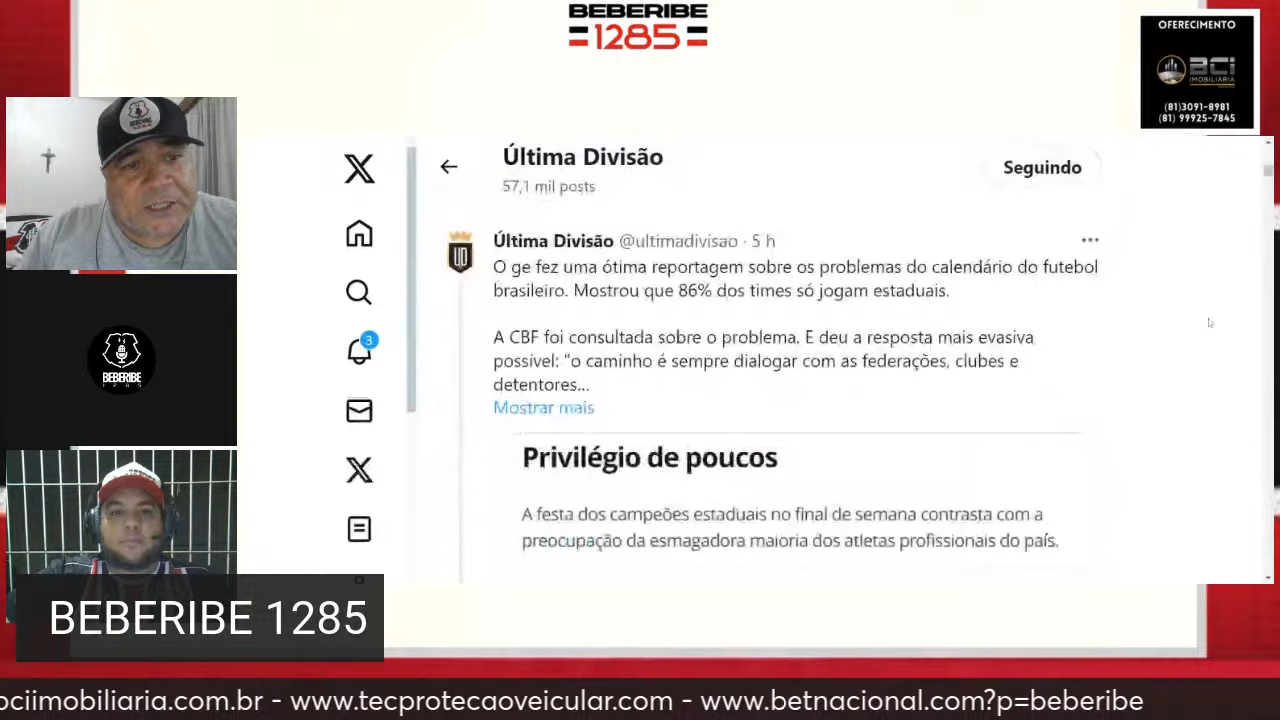 BEBERIBE
1285
OFERECIMENTO
BCI
IMOBILIÁRIA
(81)3091-8981
(81) 99925-7845
Última Divisão
57,1 mil posts
Seguindo
Última Divisão @ultimadivisao · 5 h
O ge fez uma ótima reportagem sobre os problemas do calendário do futebol
brasileiro. Mostrou que 86% dos times só jogam estaduais.
A CBF foi consultada sobre o problema. E deu a resposta mais evasiva
possível: "o caminho é sempre dialogar com as federações, clubes e
detentores...
Mostrar mais
Privilégio de poucos
A festa dos campeões estaduais no final de semana contrasta com a
preocupação da esmagadora maioria dos atletas profissionais do país.
3
UD
BEBERIBE
1285
BEBERIBE 1285
bciimobiliaria.com.br - www.tecprotecaoveicular.com - www.betnacional.com?p=beberibe